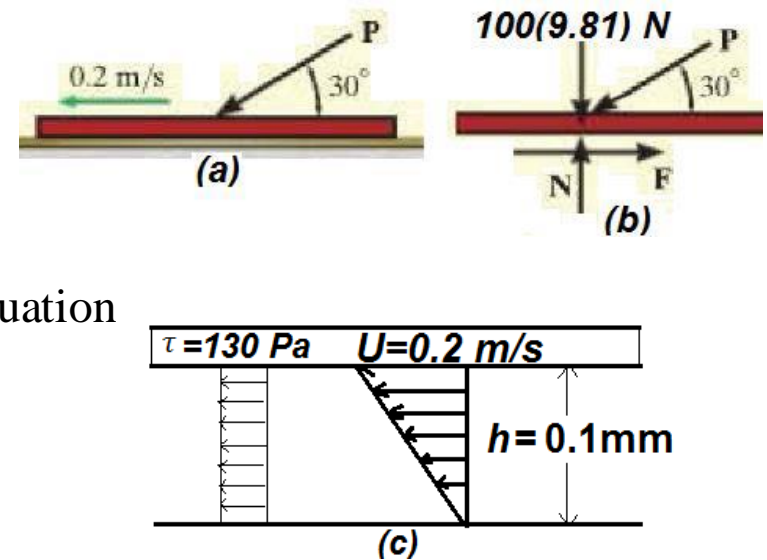 P
0.2 m/s
30°
(a)
100(9.81) N
P
30°
N
F
(b)
uation
τ =130 Pa U=0.2 m/s
h= 0.1mm
(c)